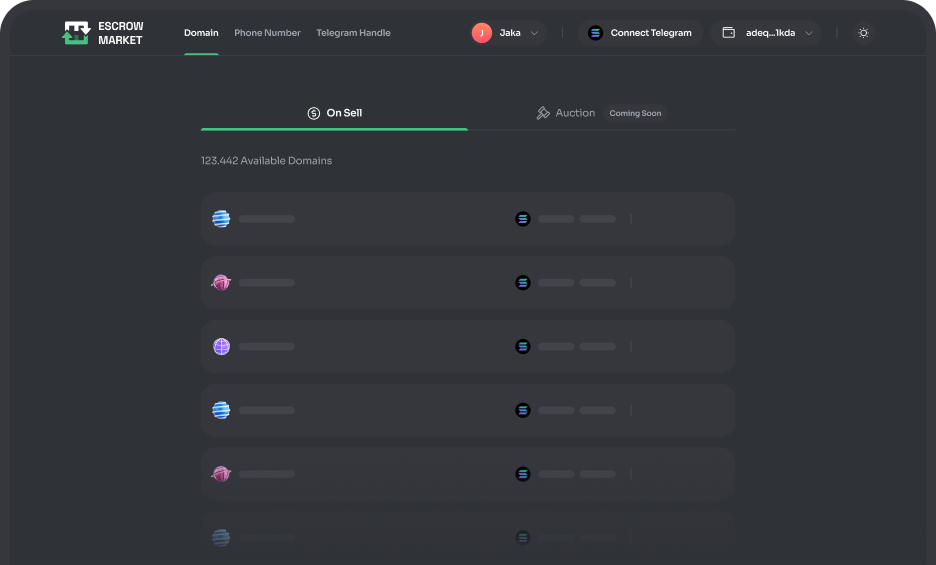 ESCROW
MARKET
Domain
Phone Number
Telegram Handle
J
Jaka
Connect Telegram
adeq...1kda
On Sell
Auction
Coming Soon
123.442 Available Domains